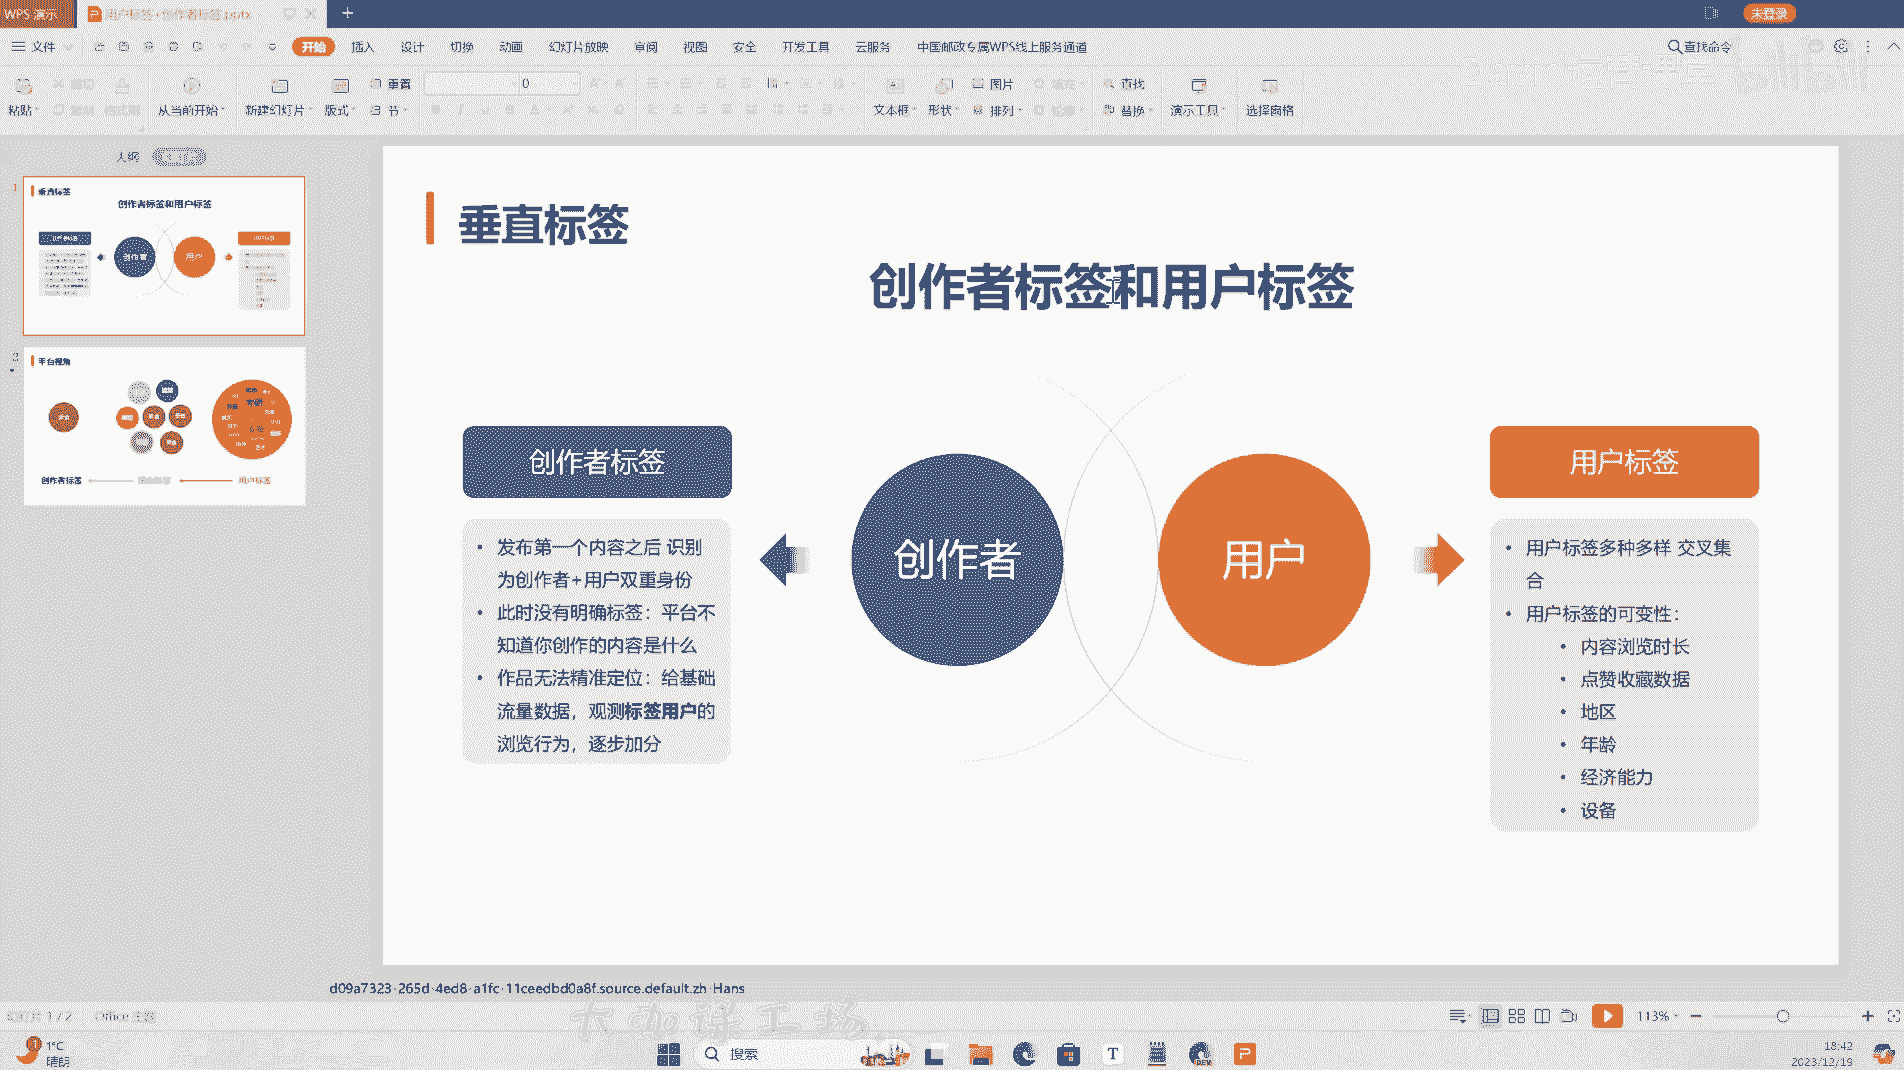 WPS 演示
用户标签+创作者标签.pptx
未登录
文件
开始
插入
设计
切换
动画
幻灯片放映
审阅
视图
安全
开发工具
云服务
中国邮政专属WPS线上服务通道
查找命令
粘贴
从当前开始
新建幻灯片
版式
重置
节
0
文本框
形状
图片
排列
查找
替换
演示工具
选择窗格
大纲
1
垂直标签
创作者标签和用户标签
创作者
用户
2
平台视角
创作者标签
用户标签
垂直标签
创作者标签和用户标签
创作者标签
• 发布第一个内容之后 识别
为创作者+用户双重身份
• 此时没有明确标签：平台不
知道你创作的内容是什么
• 作品无法精准定位：给基础
流量数据，观测标签用户的
浏览行为，逐步加分
创作者
用户
用户标签
• 用户标签多种多样 交叉集
合
• 用户标签的可变性：
• 内容浏览时长
• 点赞收藏数据
• 地区
• 年龄
• 经济能力
• 设备
d09a7323-265d-4ed8-a1fc-11ceedbd0a8f.source.default.zh-Hans
大咖课工场
1 / 2
Office 主题
113%
1°C
晴朗
搜索
18:42
2023/12/19